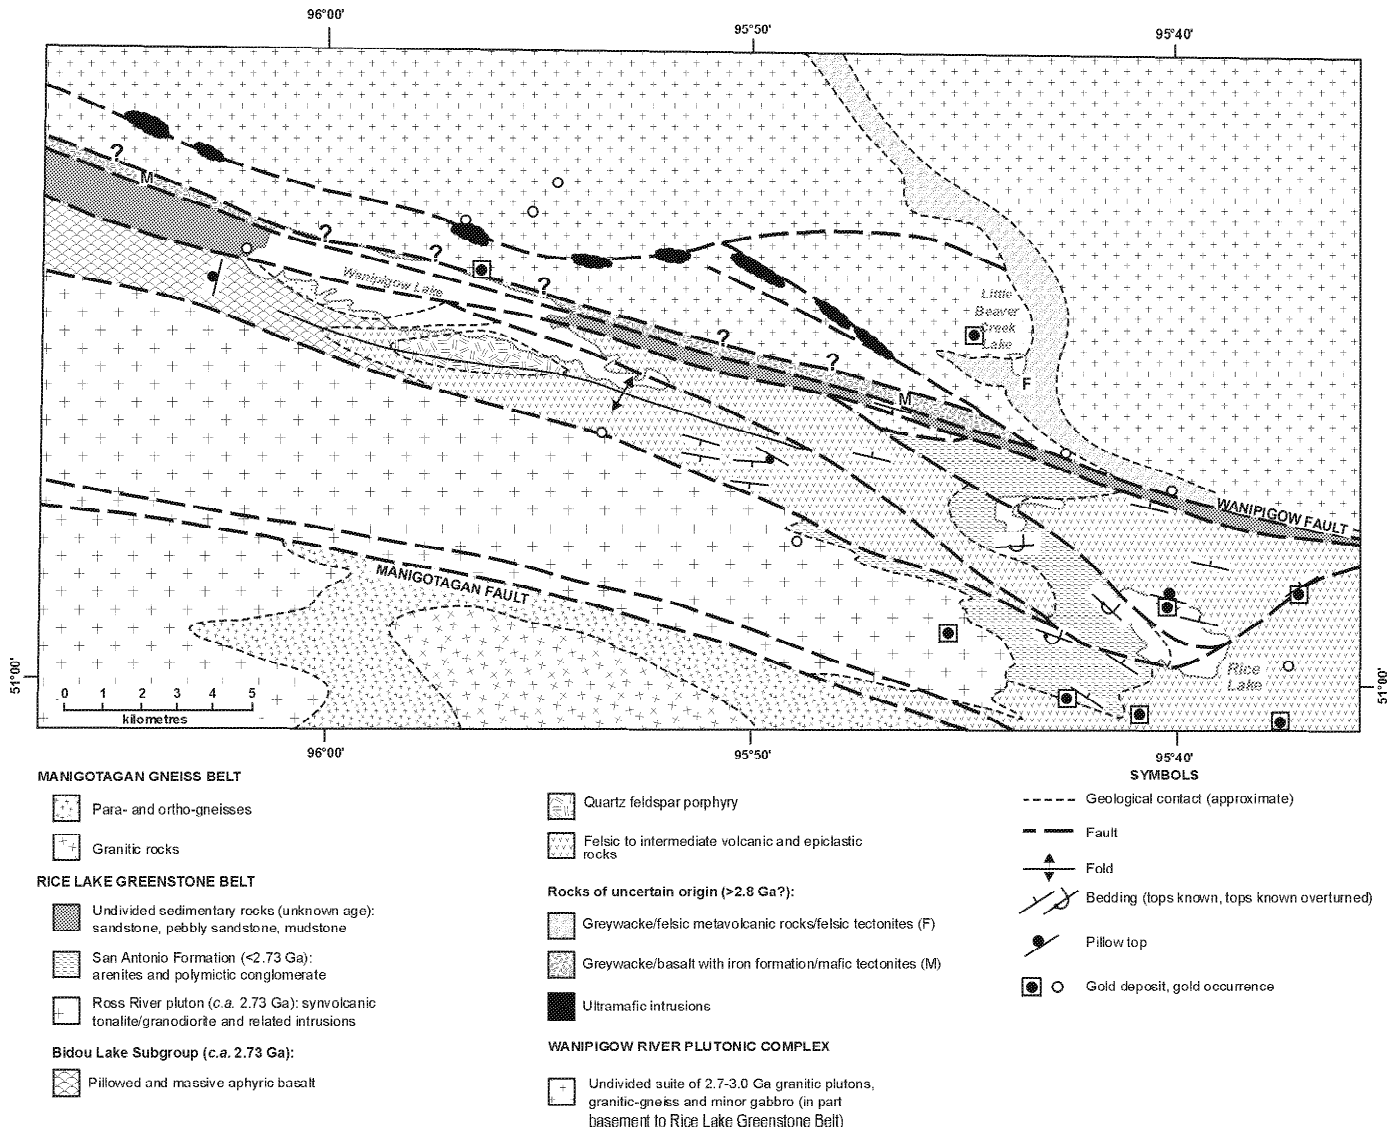 96°00'
95°50'
95°40'
?
M
?
?
Wanipigow Lake
?
?
?
M
Little
Beaver
Creek
Lake
F
WANIPIGOW FAULT
MANIGOTAGAN FAULT
Rice
Lake
51°00'
51°00'
0 1 2 3 4 5
kilometres
96°00'
95°50'
95°40'
MANIGOTAGAN GNEISS BELT
Para- and ortho-gneisses
Granitic rocks
RICE LAKE GREENSTONE BELT
Undivided sedimentary rocks (unknown age):
sandstone, pebbly sandstone, mudstone
San Antonio Formation (<2.73 Ga):
arenites and polymictic conglomerate
Ross River pluton (c.a. 2.73 Ga): synvolcanic
tonalite/granodiorite and related intrusions
Bidou Lake Subgroup (c.a. 2.73 Ga):
Pillowed and massive aphyric basalt
Quartz feldspar porphyry
Felsic to intermediate volcanic and epiclastic
rocks
Rocks of uncertain origin (>2.8 Ga?):
Greywacke/felsic metavolcanic rocks/felsic tectonites (F)
Greywacke/basalt with iron formation/mafic tectonites (M)
Ultramafic intrusions
WANIPIGOW RIVER PLUTONIC COMPLEX
Undivided suite of 2.7-3.0 Ga granitic plutons,
granitic-gneiss and minor gabbro (in part
basement to Rice Lake Greenstone Belt)
SYMBOLS
Geological contact (approximate)
Fault
Fold
Bedding (tops known, tops known overturned)
Pillow top
Gold deposit, gold occurrence